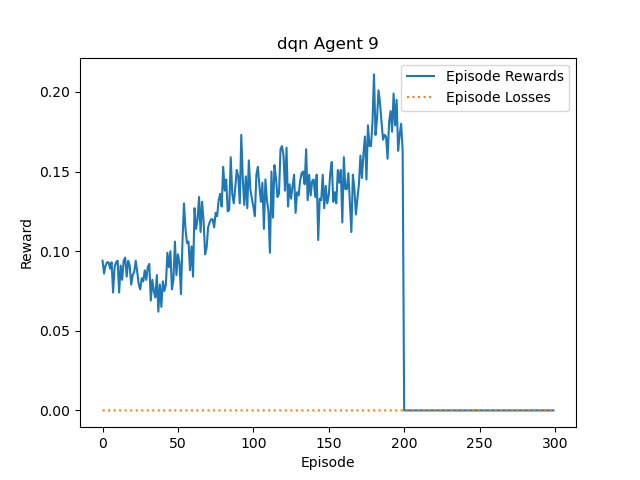 dqn Agent 9
Episode Rewards
Episode Losses
Reward
0.20
0.15
0.10
0.05
0.00
0 50 100 150 200 250 300
Episode